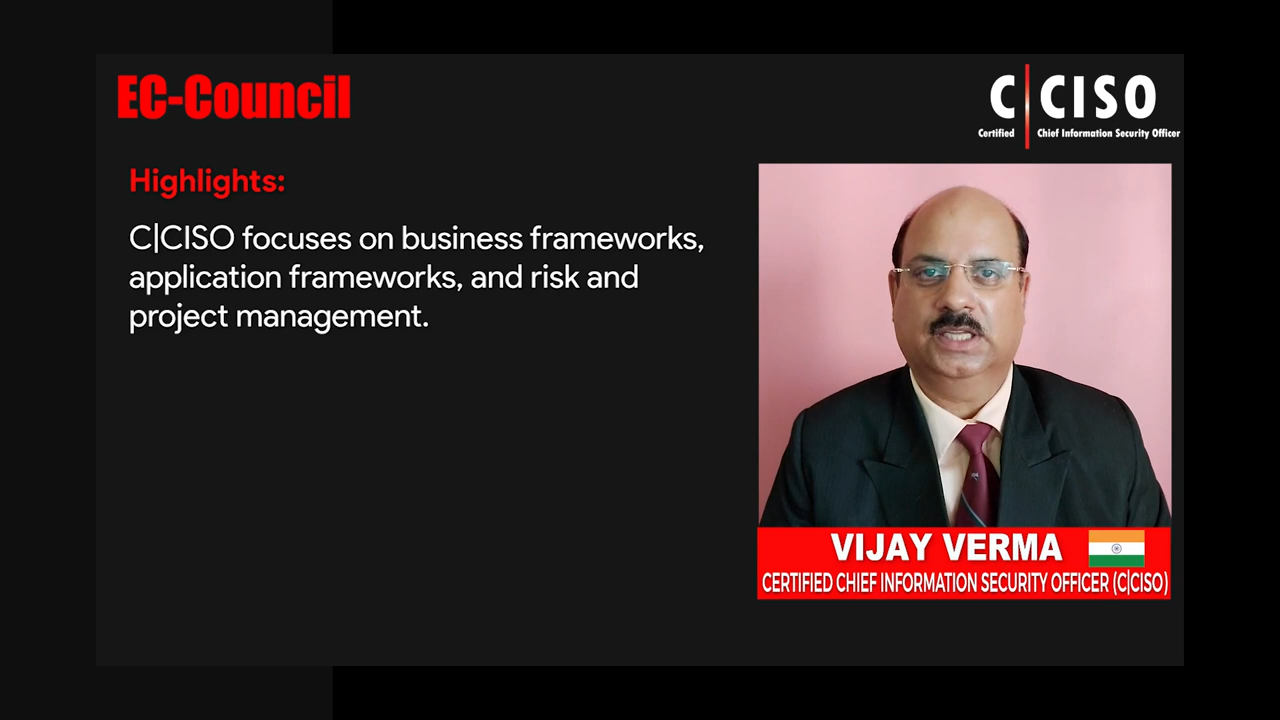 EC-Council
C|CISO
Certified Chief Information Security Officer
Highlights:
C|CISO focuses on business frameworks,
application frameworks, and risk and
project management.
VIJAY VERMA
CERTIFIED CHIEF INFORMATION SECURITY OFFICER (C|CISO)